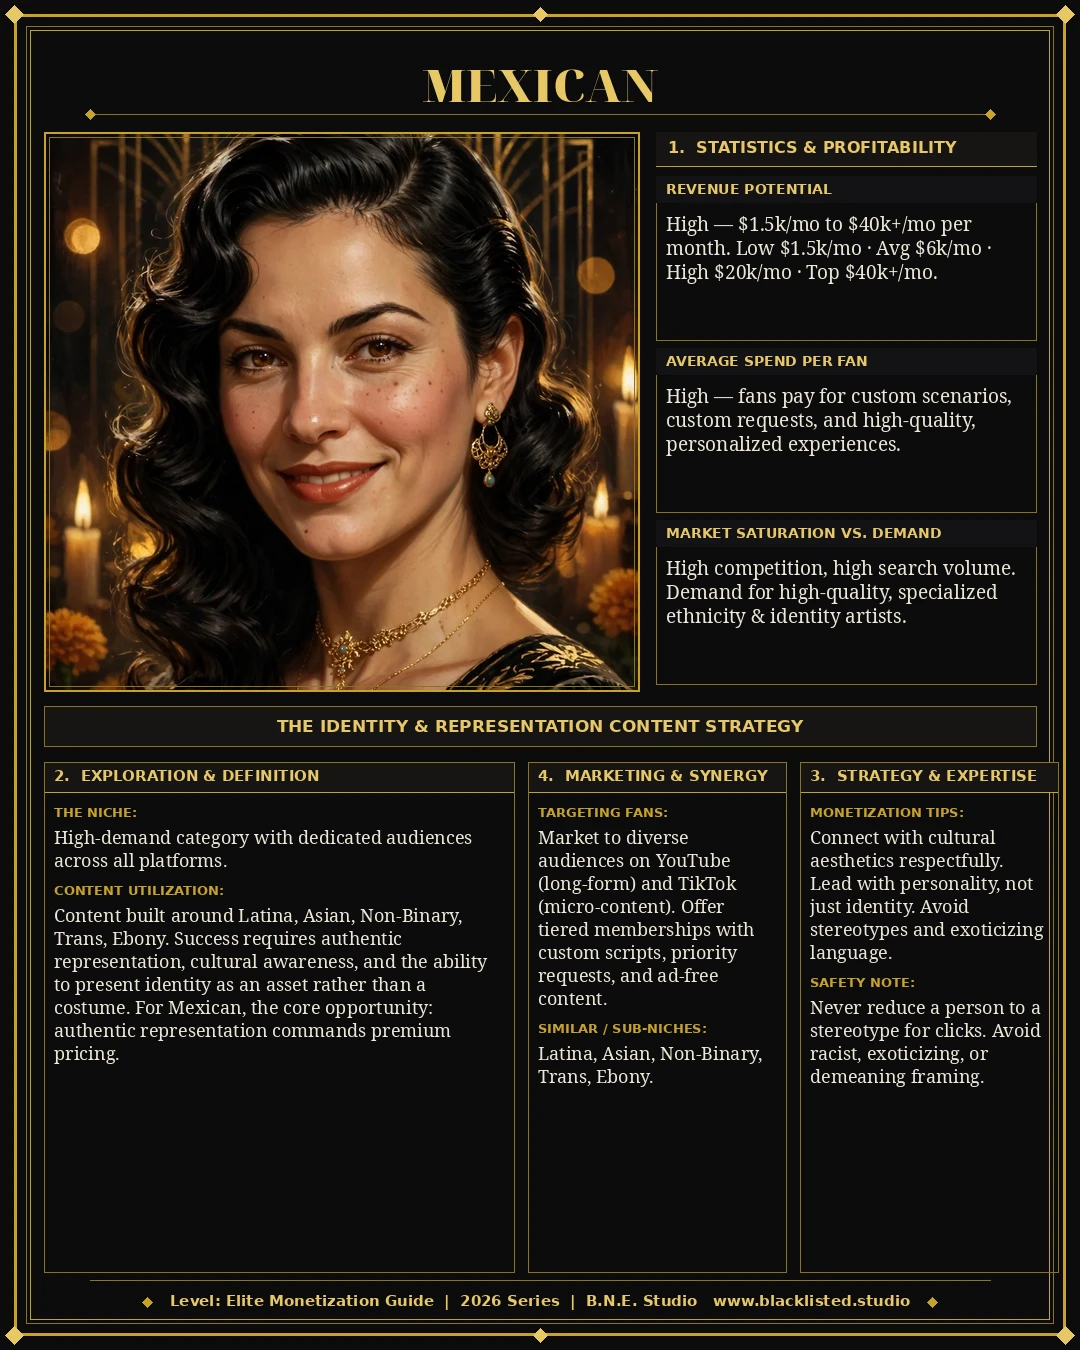 MEXICAN
1. STATISTICS & PROFITABILITY
REVENUE POTENTIAL
High — $1.5k/mo to $40k+/mo per
month. Low $1.5k/mo · Avg $6k/mo ·
High $20k/mo · Top $40k+/mo.
AVERAGE SPEND PER FAN
High — fans pay for custom scenarios,
custom requests, and high-quality,
personalized experiences.
MARKET SATURATION VS. DEMAND
High competition, high search volume.
Demand for high-quality, specialized
ethnicity & identity artists.
THE IDENTITY & REPRESENTATION CONTENT STRATEGY
2. EXPLORATION & DEFINITION
THE NICHE:
High-demand category with dedicated audiences
across all platforms.
CONTENT UTILIZATION:
Content built around Latina, Asian, Non-Binary,
Trans, Ebony. Success requires authentic
representation, cultural awareness, and the ability
to present identity as an asset rather than a
costume. For Mexican, the core opportunity:
authentic representation commands premium
pricing.
4. MARKETING & SYNERGY
TARGETING FANS:
Market to diverse
audiences on YouTube
(long-form) and TikTok
(micro-content). Offer
tiered memberships with
custom scripts, priority
requests, and ad-free
content.
SIMILAR / SUB-NICHES:
Latina, Asian, Non-Binary,
Trans, Ebony.
3. STRATEGY & EXPERTISE
MONETIZATION TIPS:
Connect with cultural
aesthetics respectfully.
Lead with personality, not
just identity. Avoid
stereotypes and exoticizing
language.
SAFETY NOTE:
Never reduce a person to a
stereotype for clicks. Avoid
racist, exoticizing, or
demeaning framing.
Level: Elite Monetization Guide | 2026 Series | B.N.E. Studio www.blacklisted.studio